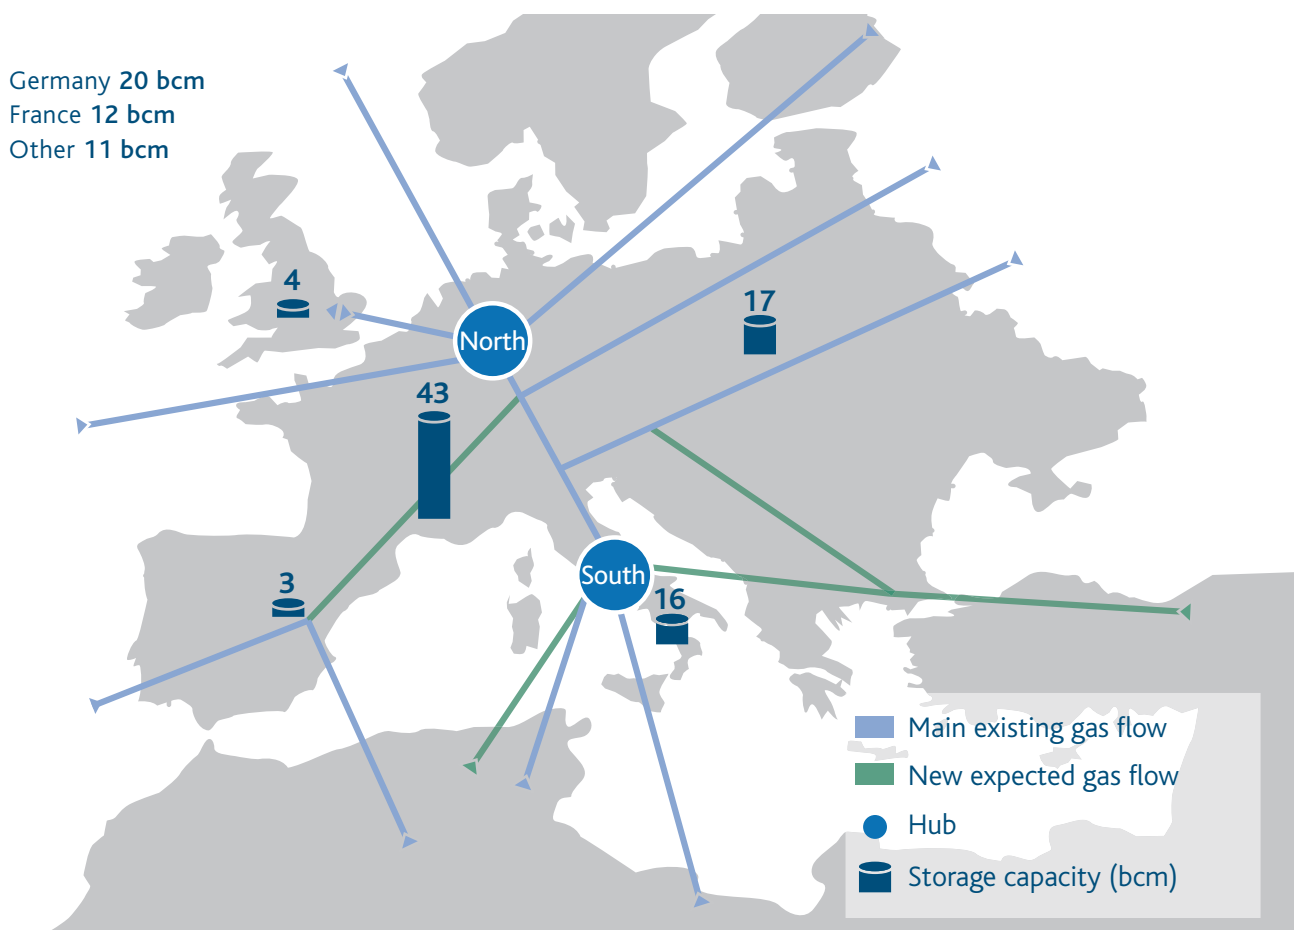 Germany 20 bcm
France 12 bcm
Other 11 bcm
4
17
North
43
South
3
16
Main existing gas flow
New expected gas flow
Hub
Storage capacity (bcm)